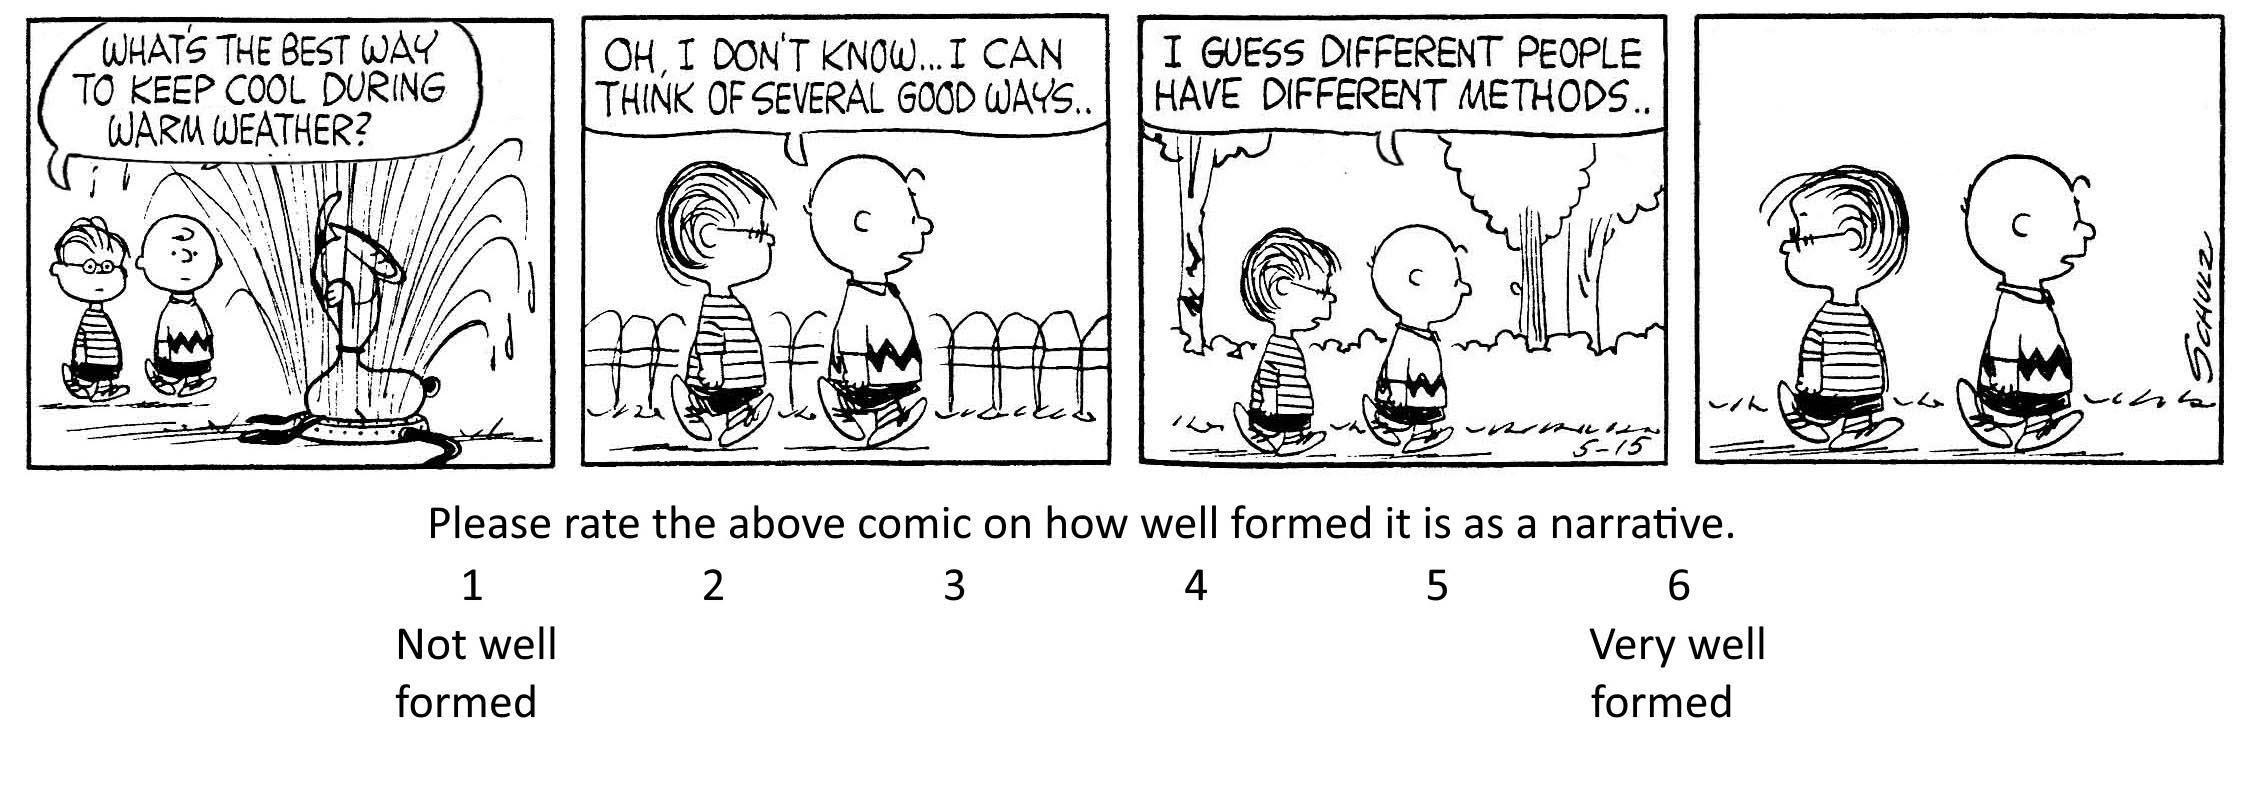 WHAT'S THE BEST WAY
TO KEEP COOL DURING
WARM WEATHER?
OH, I DON'T KNOW...I CAN
THINK OF SEVERAL GOOD WAYS..
I GUESS DIFFERENT PEOPLE
HAVE DIFFERENT METHODS..
5-15
SCHULZ
Please rate the above comic on how well formed it is as a narrative.
1 2 3 4 5 6
Not well
formed
Very well
formed